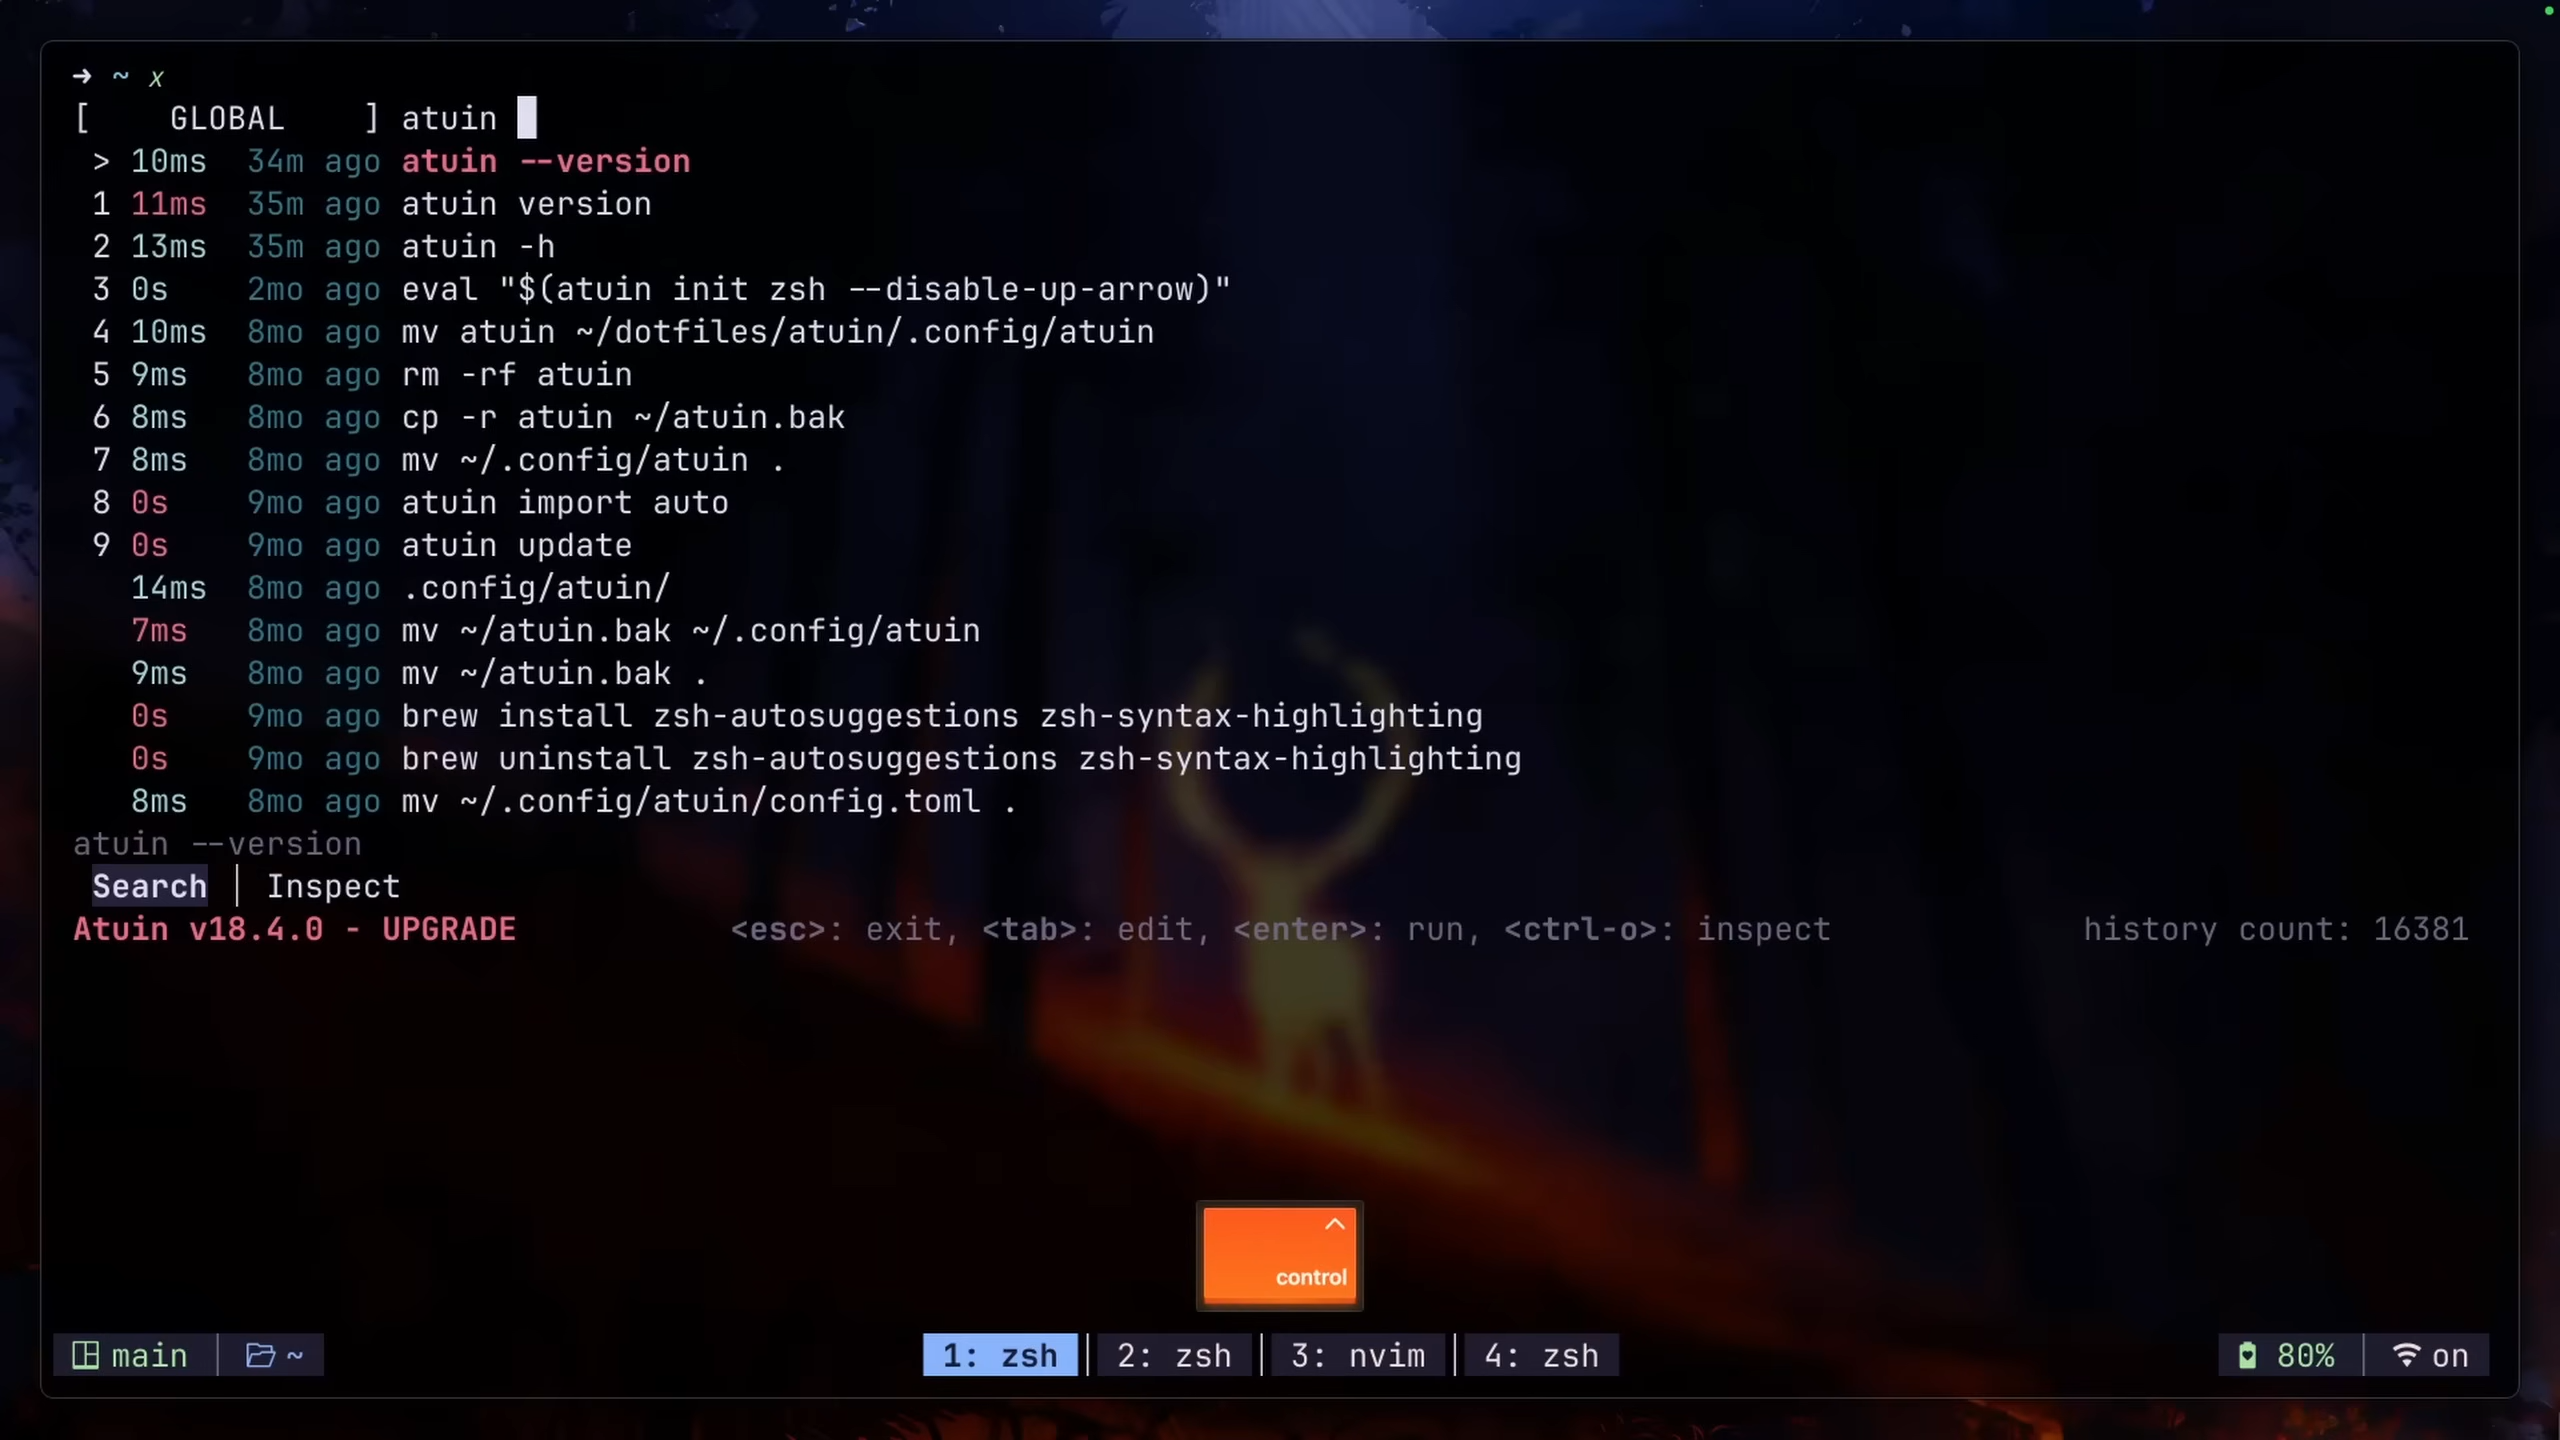 ➜ ~ x
[    GLOBAL    ] atuin
> 10ms 34m ago atuin --version
1 11ms 35m ago atuin version
2 13ms 35m ago atuin -h
3 0s 2mo ago eval "$(atuin init zsh --disable-up-arrow)"
4 10ms 8mo ago mv atuin ~/dotfiles/atuin/.config/atuin
5 9ms 8mo ago rm -rf atuin
6 8ms 8mo ago cp -r atuin ~/atuin.bak
7 8ms 8mo ago mv ~/.config/atuin .
8 0s 9mo ago atuin import auto
9 0s 9mo ago atuin update
14ms 8mo ago .config/atuin/
7ms 8mo ago mv ~/atuin.bak ~/.config/atuin
9ms 8mo ago mv ~/atuin.bak .
0s 9mo ago brew install zsh-autosuggestions zsh-syntax-highlighting
0s 9mo ago brew uninstall zsh-autosuggestions zsh-syntax-highlighting
8ms 8mo ago mv ~/.config/atuin/config.toml .
atuin --version
Search │ Inspect
Atuin v18.4.0 - UPGRADE <esc>: exit, <tab>: edit, <enter>: run, <ctrl-o>: inspect history count: 16381
^
control
main │ ~ 1: zsh │ 2: zsh │ 3: nvim │ 4: zsh 80% │ on